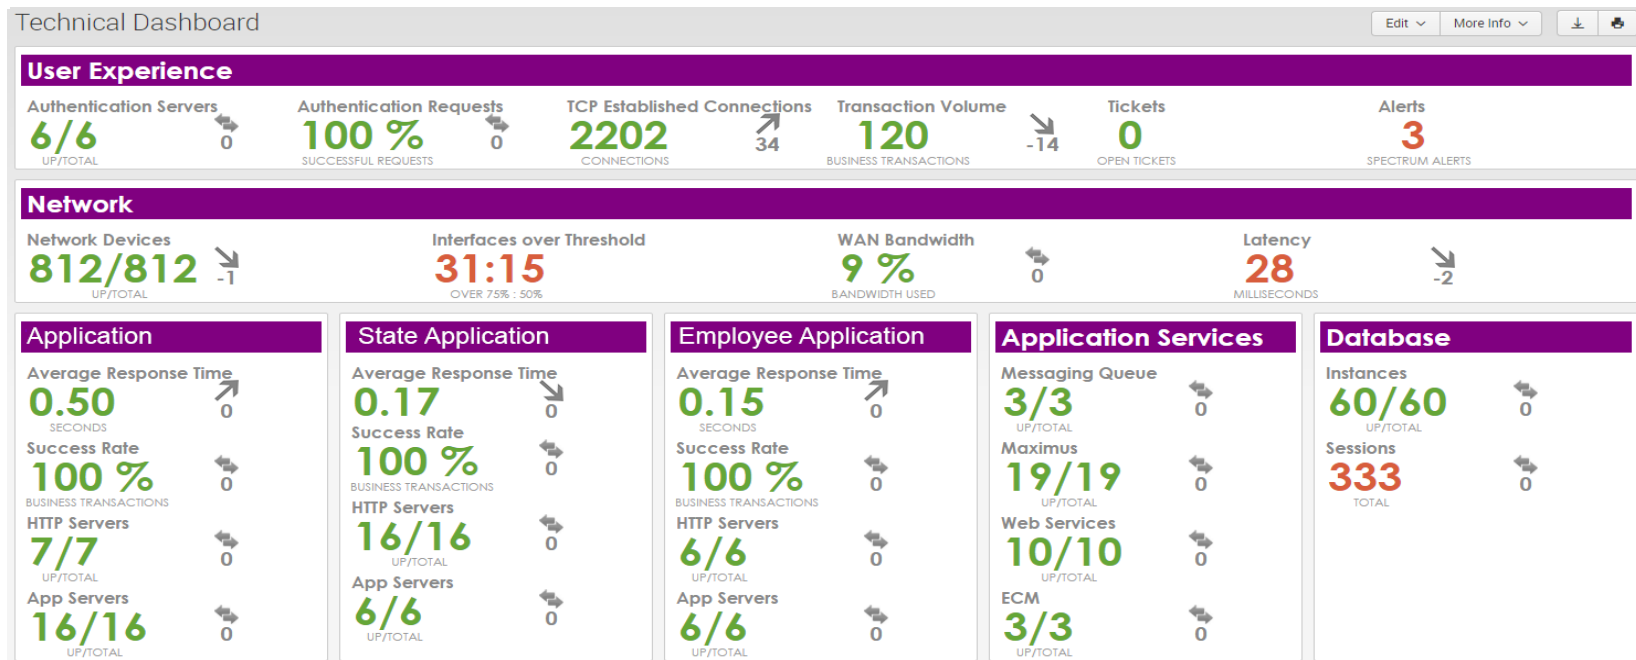 Technical Dashboard
Edit
More Info
User Experience
Authentication Servers
6/6
0
UP/TOTAL
Authentication Requests
100 %
0
SUCCESSFUL REQUESTS
TCP Established Connections
2202
34
CONNECTIONS
Transaction Volume
120
-14
BUSINESS TRANSACTIONS
Tickets
0
OPEN TICKETS
Alerts
3
SPECTRUM ALERTS
Network
Network Devices
812/812
-1
UP/TOTAL
Interfaces over Threshold
31:15
OVER 75% : 50%
WAN Bandwidth
9 %
0
BANDWIDTH USED
Latency
28
-2
MILLISECONDS
Application
Average Response Time
0.50
0
SECONDS
Success Rate
100 %
0
BUSINESS TRANSACTIONS
HTTP Servers
7/7
0
UP/TOTAL
App Servers
16/16
0
UP/TOTAL
State Application
Average Response Time
0.17
0
Success Rate
100 %
0
BUSINESS TRANSACTIONS
HTTP Servers
16/16
0
UP/TOTAL
App Servers
6/6
0
UP/TOTAL
Employee Application
Average Response Time
0.15
0
SECONDS
Success Rate
100 %
0
BUSINESS TRANSACTIONS
HTTP Servers
6/6
0
UP/TOTAL
App Servers
6/6
0
UP/TOTAL
Application Services
Messaging Queue
3/3
0
UP/TOTAL
Maximus
19/19
0
UP/TOTAL
Web Services
10/10
0
UP/TOTAL
ECM
3/3
0
UP/TOTAL
Database
Instances
60/60
0
UP/TOTAL
Sessions
333
0
TOTAL